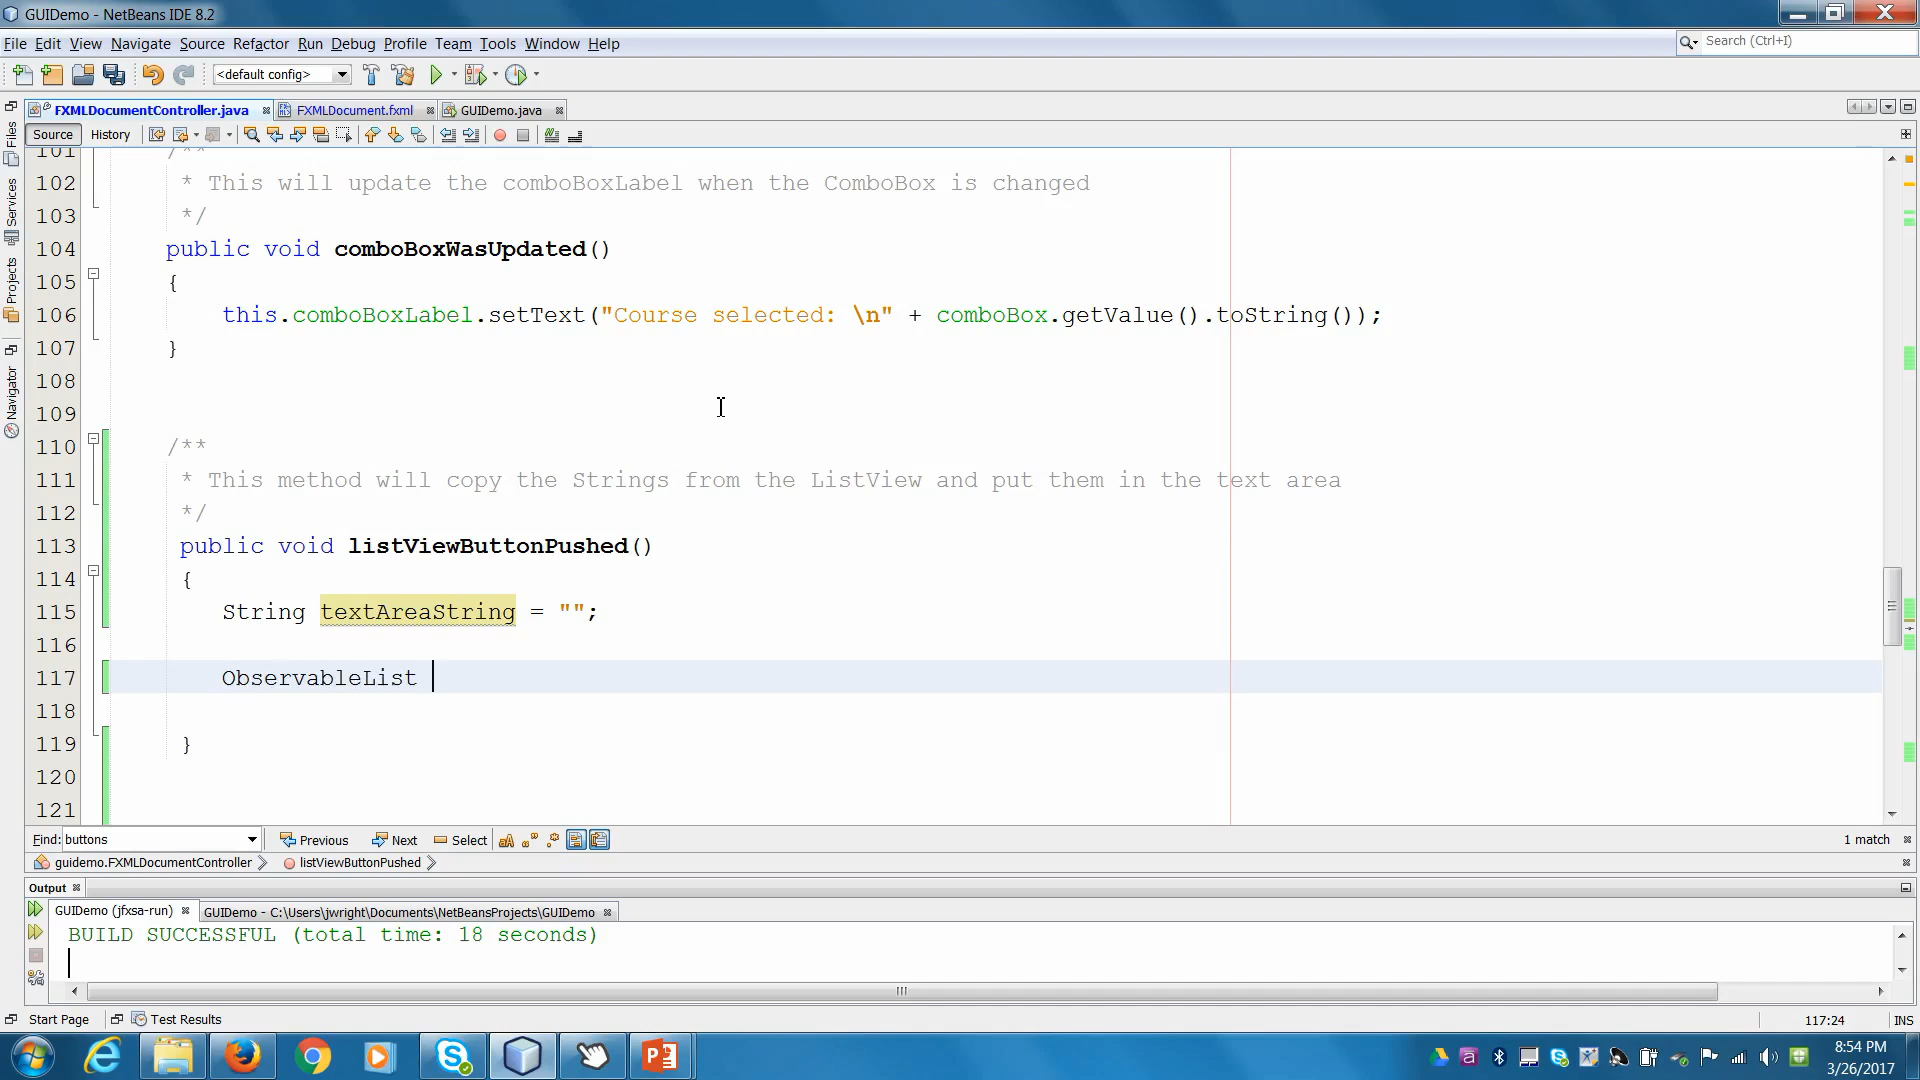 GUIDemo - NetBeans IDE 8.2
File Edit View Navigate Source Refactor Run Debug Profile Team Tools Window Help
Search (Ctrl+I)
<default config>
FXMLDocumentController.java FXMLDocument.fxml GUIDemo.java
Source History
Files
Services
Projects
Navigator
101 /**
102 * This will update the comboBoxLabel when the ComboBox is changed
103 */
104 public void comboBoxWasUpdated()
105 {
106 this.comboBoxLabel.setText("Course selected: \n" + comboBox.getValue().toString());
107 }
108
109
110 /**
111 * This method will copy the Strings from the ListView and put them in the text area
112 */
113 public void listViewButtonPushed()
114 {
115 String textAreaString = "";
116
117 ObservableList
118
119 }
120
121
Find: buttons Previous Next Select 1 match
guidemo.FXMLDocumentController listViewButtonPushed
Output
GUIDemo (jfxsa-run) GUIDemo - C:\Users\jwright\Documents\NetBeansProjects\GUIDemo
BUILD SUCCESSFUL (total time: 18 seconds)
Start Page Test Results 117:24 INS
8:54 PM
3/26/2017